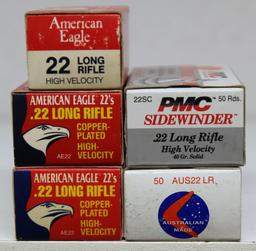 American
Eagle
22 LONG
RIFLE
HIGH VELOCITY
AMERICAN EAGLE 22's
.22 LONG RIFLE
COPPER-
PLATED
HIGH-
VELOCITY
AE22
22SC
50 Rds.
PMC
SIDEWINDER
.22 Long Rifle
High Velocity
40 Gr. Solid
AMERICAN EAGLE 22's
.22 LONG RIFLE
COPPER-
PLATED
HIGH-
VELOCITY
AE22
50 AUS22LR
AUSTRALIAN
MADE